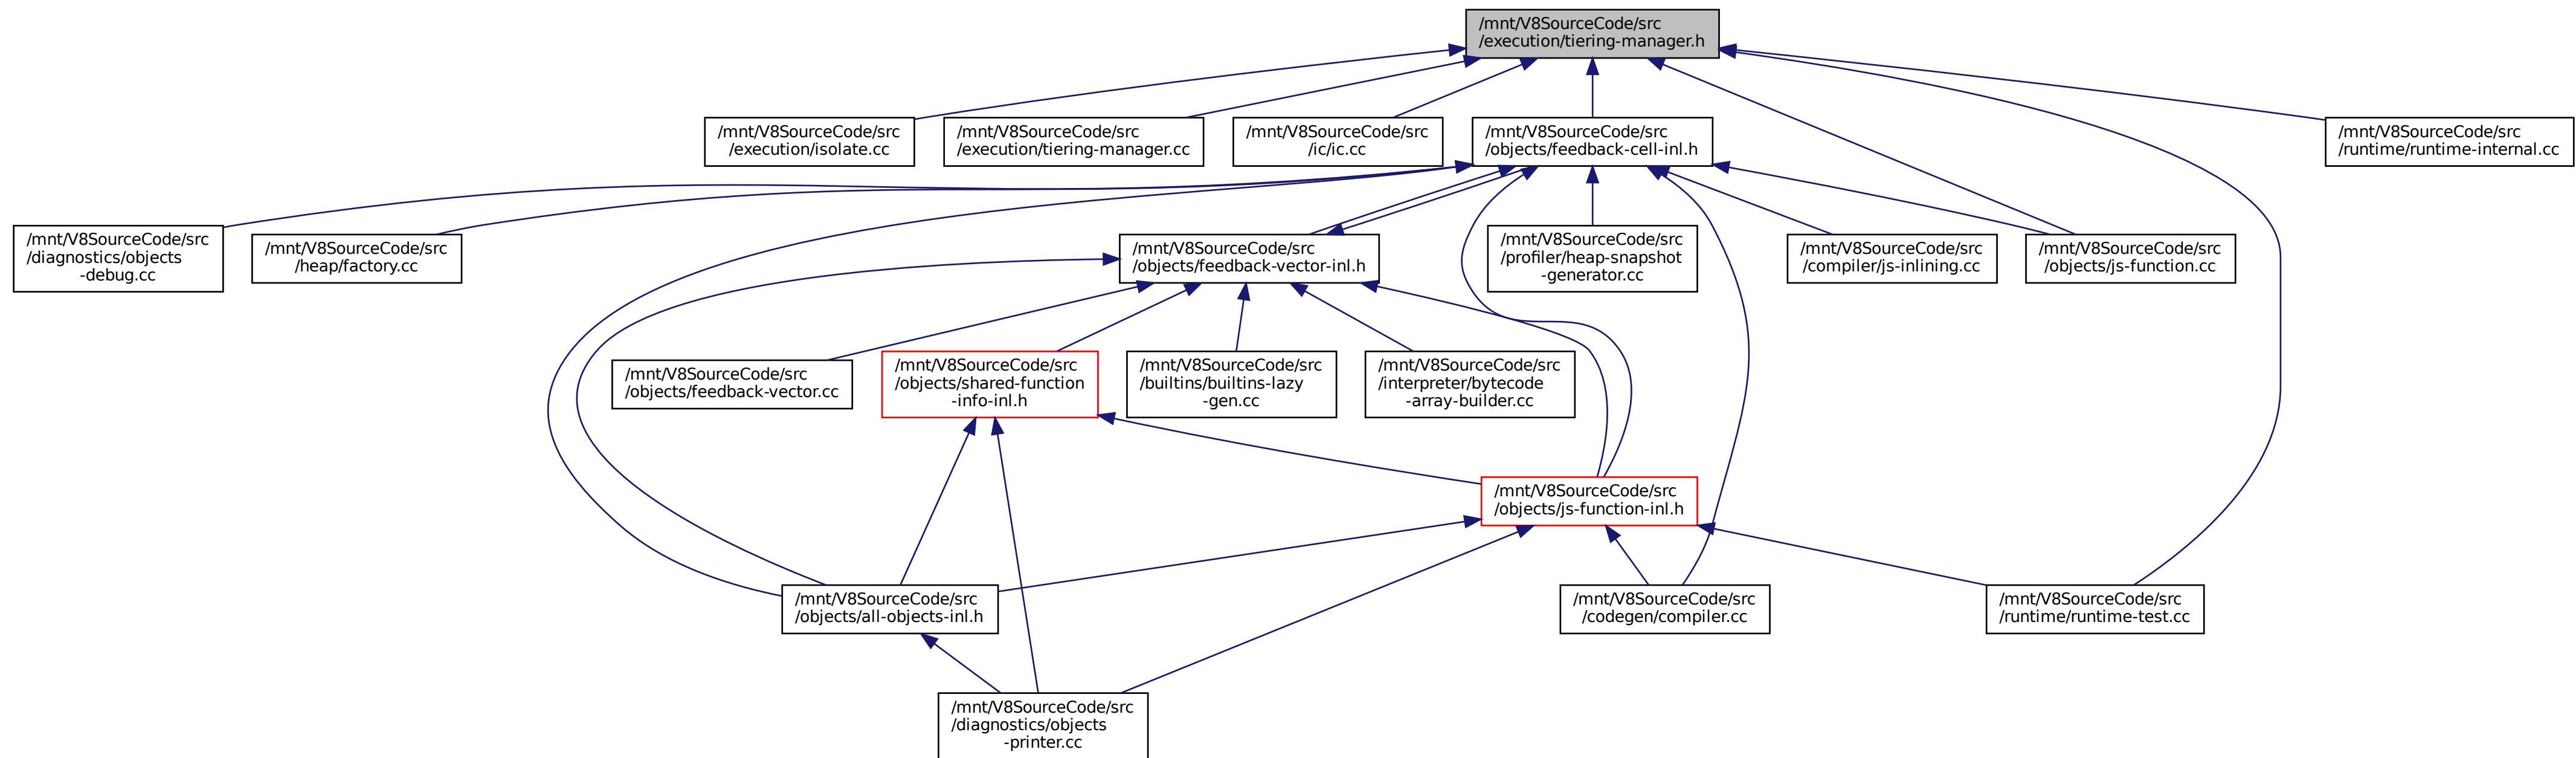 /mnt/V8SourceCode/src
/execution/tiering-manager.h
/mnt/V8SourceCode/src
/execution/isolate.cc
/mnt/V8SourceCode/src
/execution/tiering-manager.cc
/mnt/V8SourceCode/src
/ic/ic.cc
/mnt/V8SourceCode/src
/objects/feedback-cell-inl.h
/mnt/V8SourceCode/src
/runtime/runtime-internal.cc
/mnt/V8SourceCode/src
/diagnostics/objects
-debug.cc
/mnt/V8SourceCode/src
/heap/factory.cc
/mnt/V8SourceCode/src
/objects/feedback-vector-inl.h
/mnt/V8SourceCode/src
/profiler/heap-snapshot
-generator.cc
/mnt/V8SourceCode/src
/compiler/js-inlining.cc
/mnt/V8SourceCode/src
/objects/js-function.cc
/mnt/V8SourceCode/src
/objects/feedback-vector.cc
/mnt/V8SourceCode/src
/objects/shared-function
-info-inl.h
/mnt/V8SourceCode/src
/builtins/builtins-lazy
-gen.cc
/mnt/V8SourceCode/src
/interpreter/bytecode
-array-builder.cc
/mnt/V8SourceCode/src
/objects/js-function-inl.h
/mnt/V8SourceCode/src
/objects/all-objects-inl.h
/mnt/V8SourceCode/src
/codegen/compiler.cc
/mnt/V8SourceCode/src
/runtime/runtime-test.cc
/mnt/V8SourceCode/src
/diagnostics/objects
-printer.cc